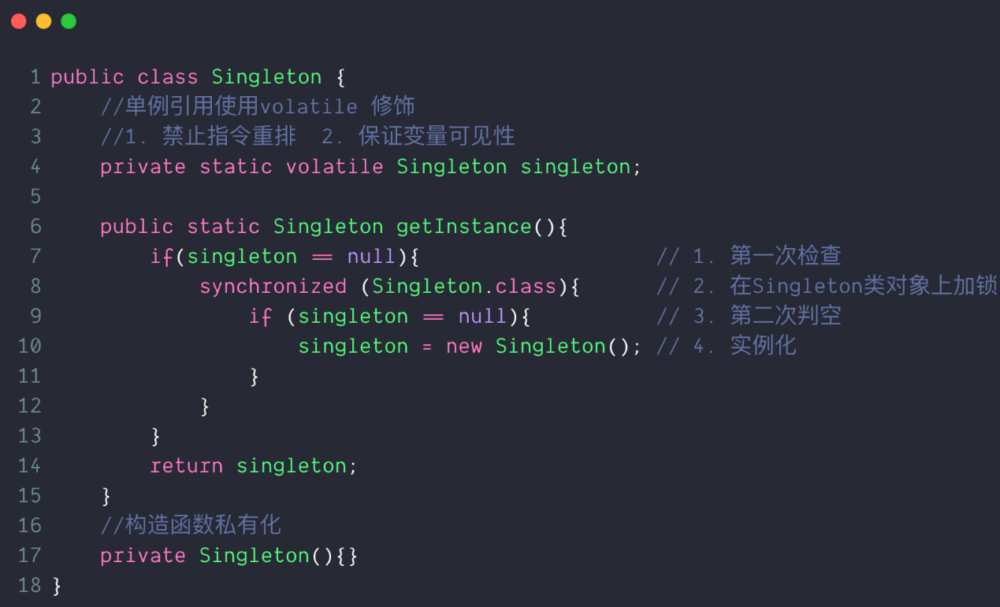 1 public class Singleton {
2 //单例引用使用volatile 修饰
3 //1. 禁止指令重排  2. 保证变量可见性
4 private static volatile Singleton singleton;
5
6 public static Singleton getInstance(){
7 if(singleton == null){ // 1. 第一次检查
8 synchronized (Singleton.class){ // 2. 在Singleton类对象上加锁
9 if (singleton == null){ // 3. 第二次判空
10 singleton = new Singleton(); // 4. 实例化
11 }
12 }
13 }
14 return singleton;
15 }
16 //构造函数私有化
17 private Singleton(){}
18 }